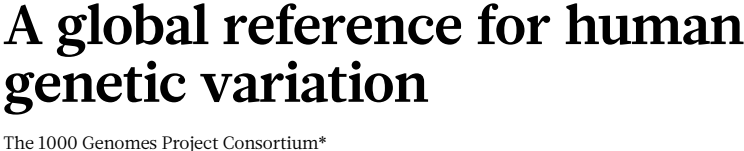 A global reference for human
genetic variation
The 1000 Genomes Project Consortium*